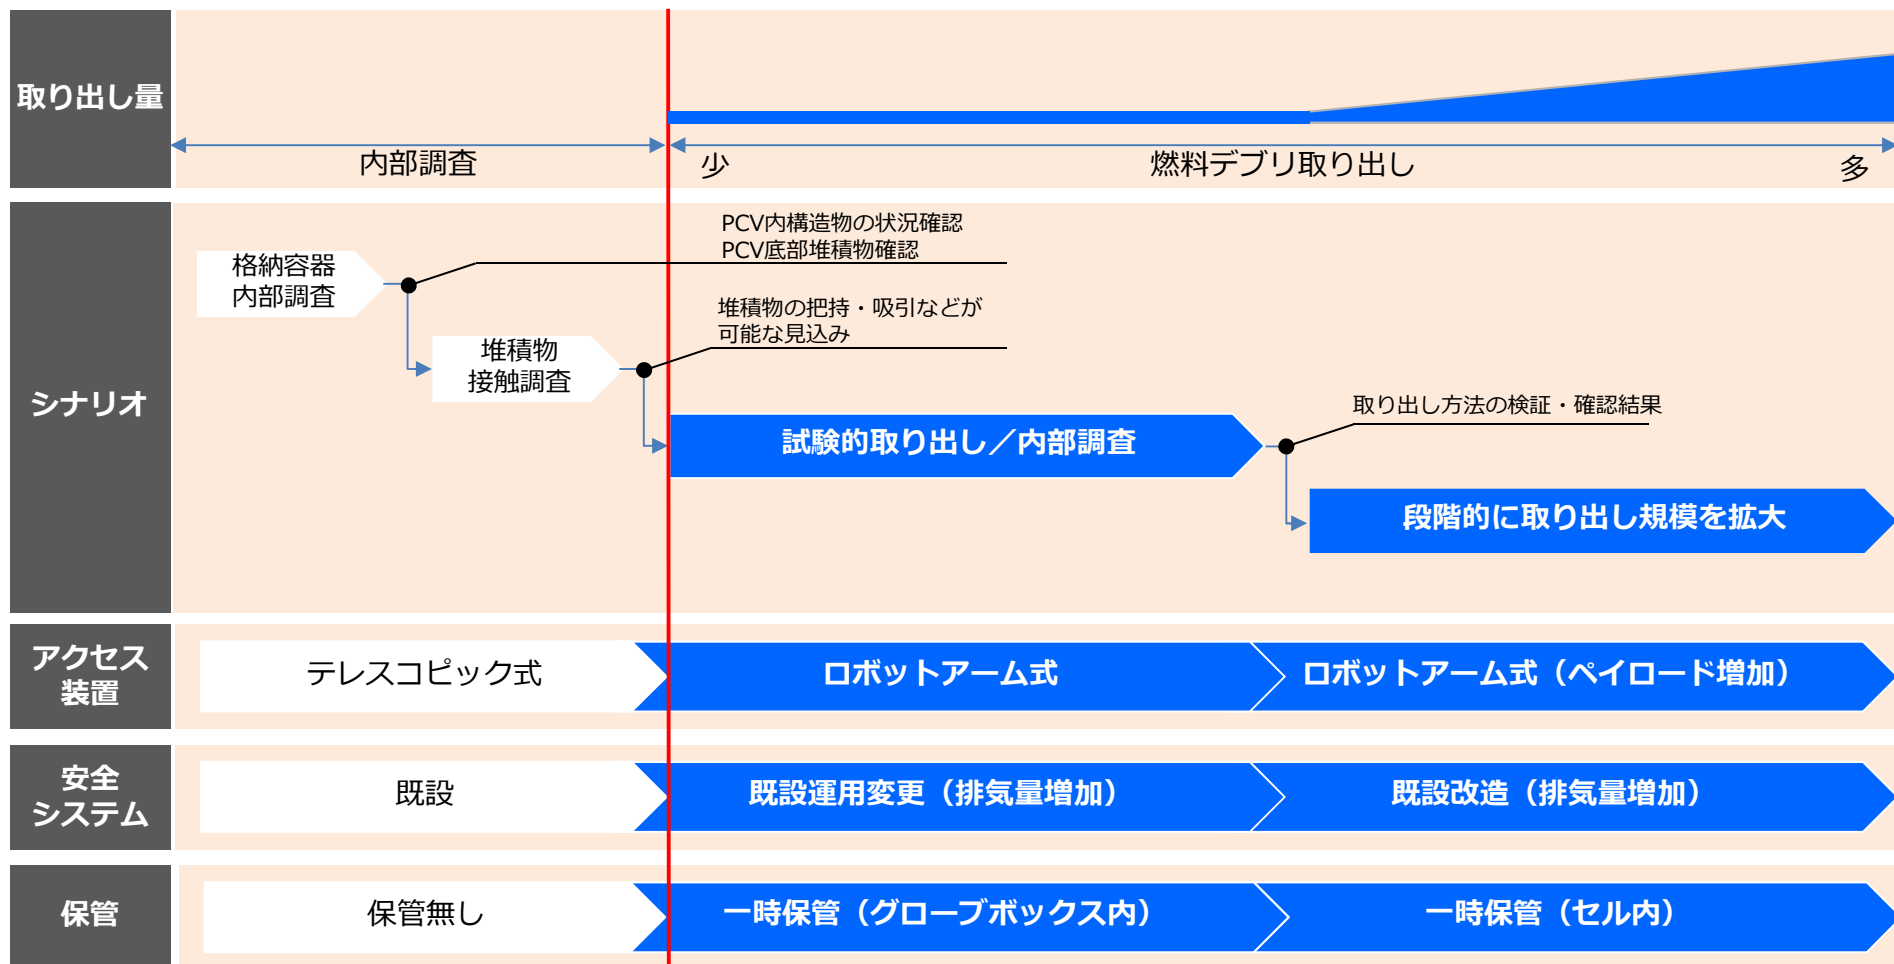 取り出し量
内部調査
少
燃料デブリ取り出し
多
シナリオ
格納容器
内部調査
PCV内構造物の状況確認
PCV底部堆積物確認
堆積物
接触調査
堆積物の把持・吸引などが
可能な見込み
試験的取り出し／内部調査
取り出し方法の検証・確認結果
段階的に取り出し規模を拡大
アクセス
装置
テレスコピック式
ロボットアーム式
ロボットアーム式（ペイロード増加）
安全
システム
既設
既設運用変更（排気量増加）
既設改造（排気量増加）
保管
保管無し
一時保管（グローブボックス内）
一時保管（セル内）